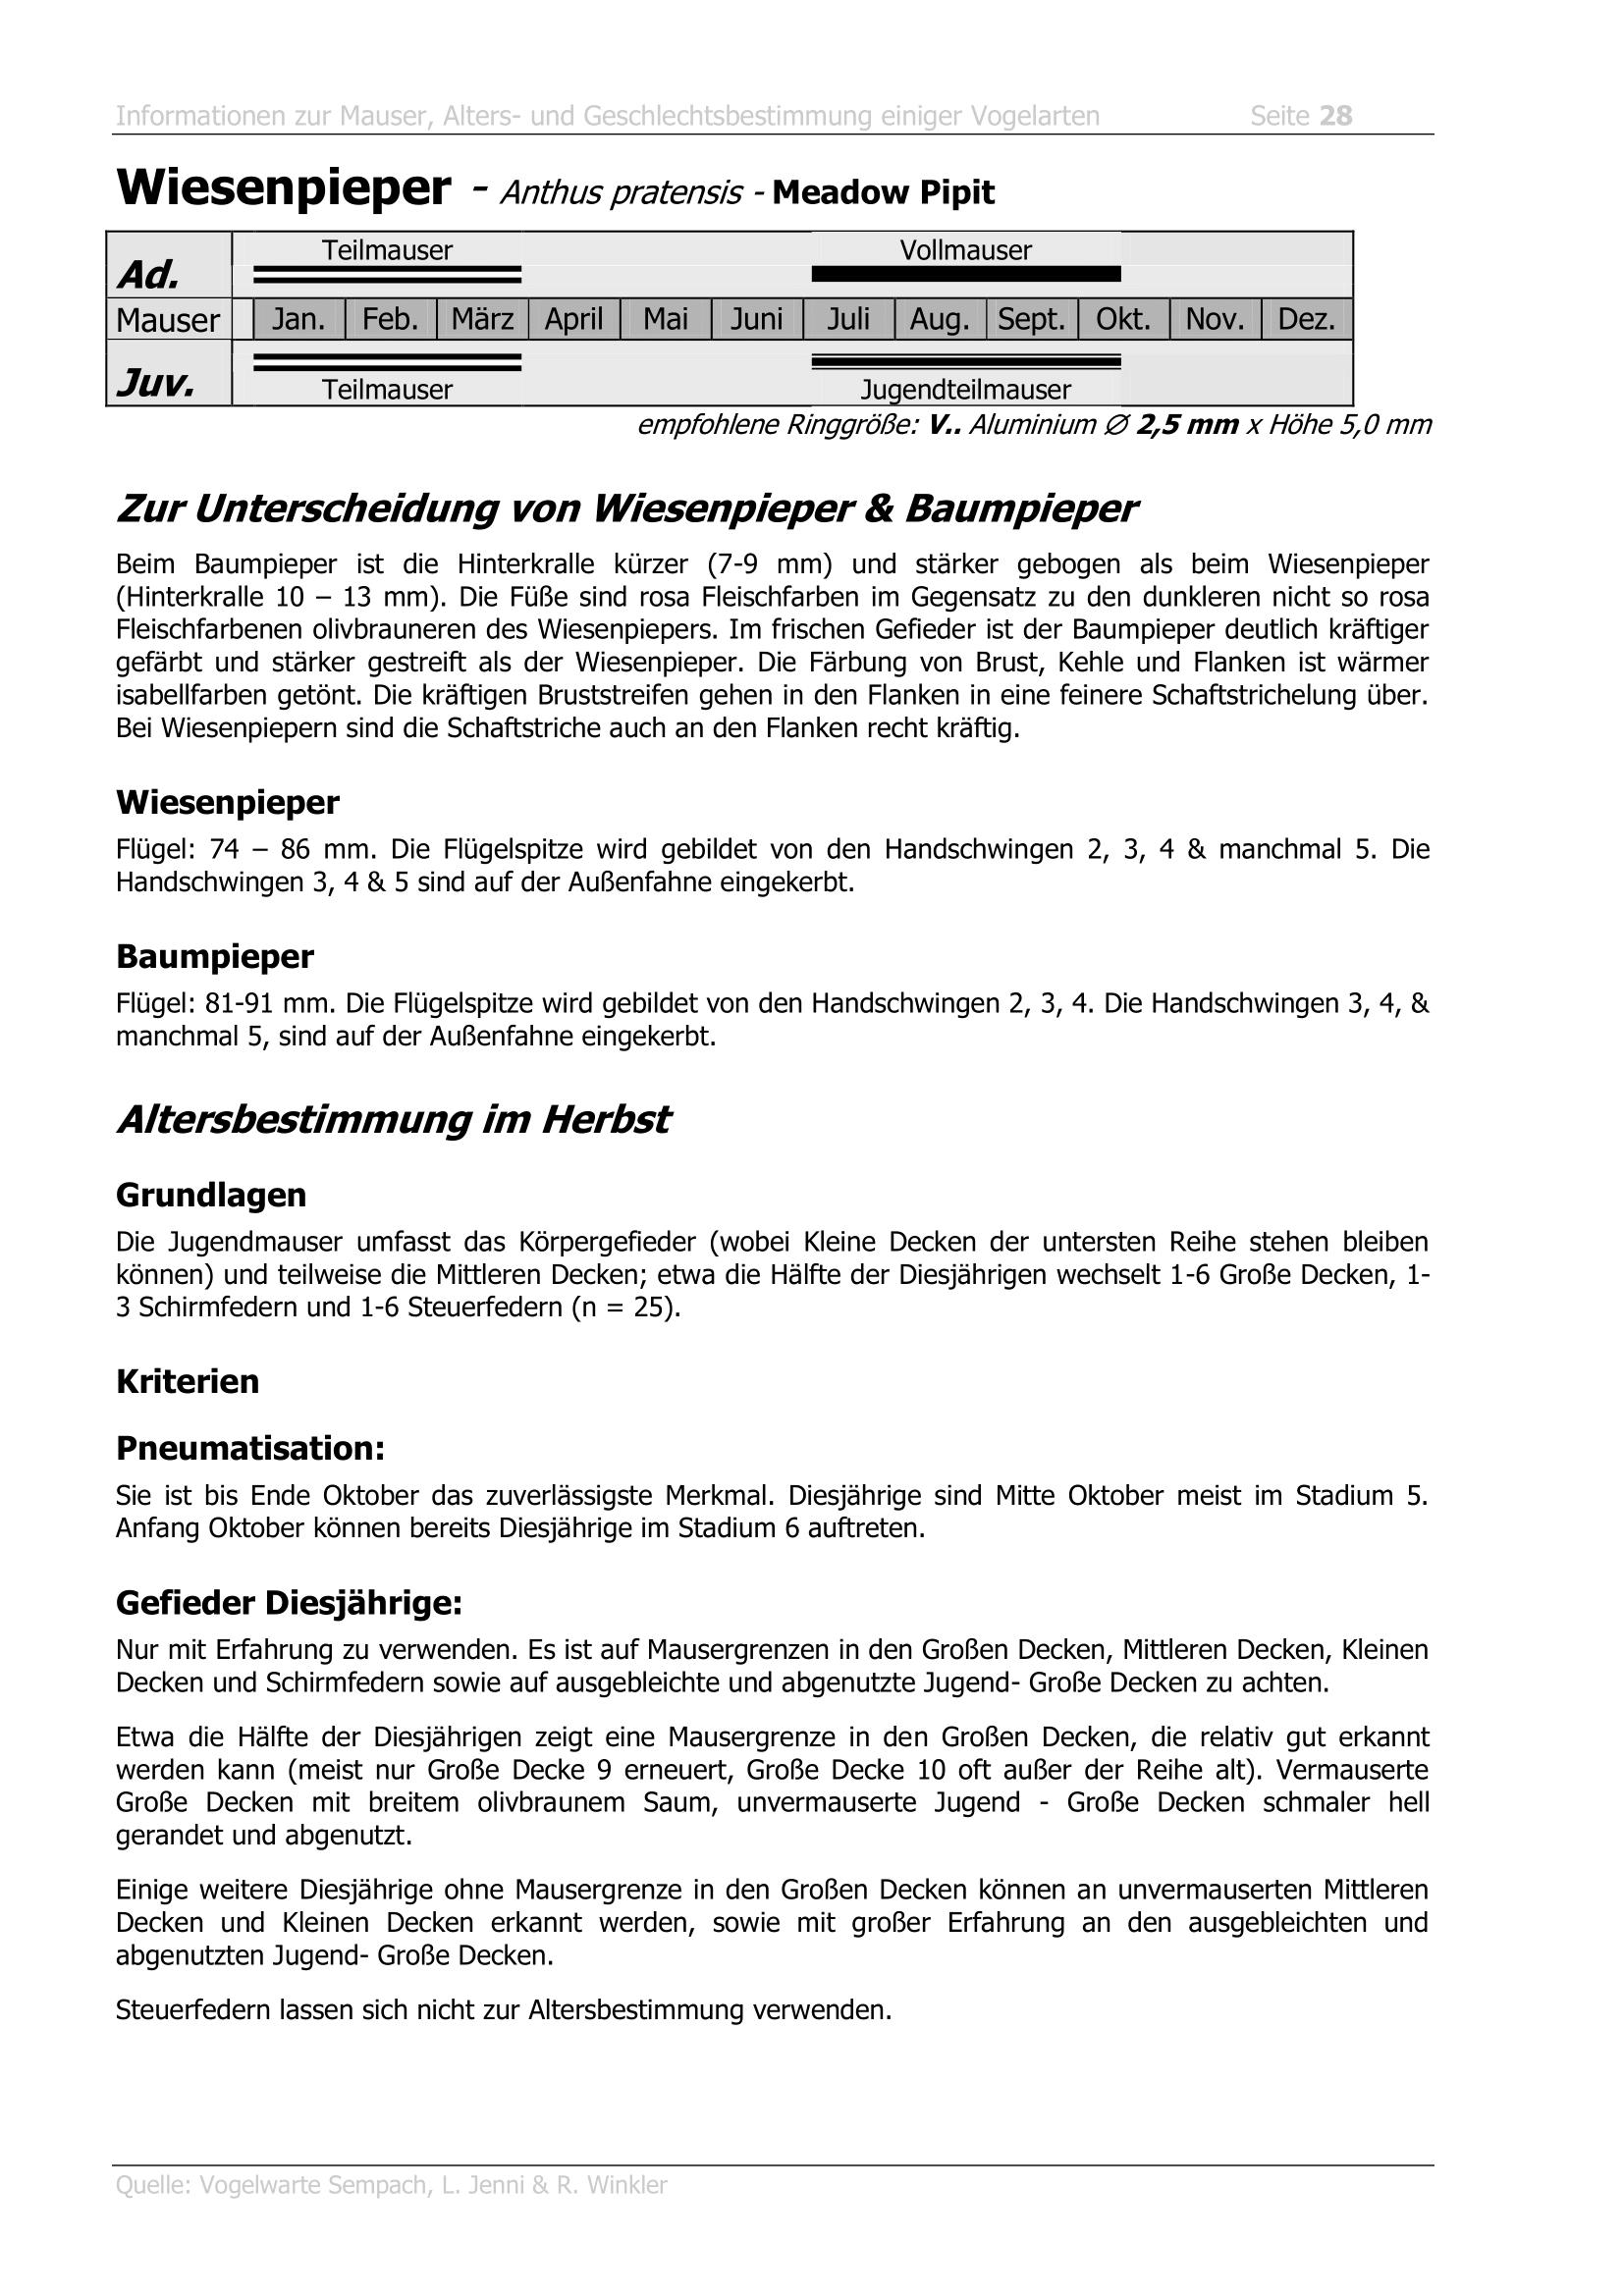 Informationen zur Mauser, Alters- und Geschlechtsbestimmung einiger Vogelarten Seite 28
Wiesenpieper - Anthus pratensis - Meadow Pipit
Teilmauser Vollmauser
Ad.
Mauser Jan. Feb. März April Mai Juni Juli Aug. Sept. Okt. Nov. Dez.
Juv.
Teilmauser Jugendteilmauser
empfohlene Ringgröße: V.. Aluminium ∅ 2,5 mm x Höhe 5,0 mm
Zur Unterscheidung von Wiesenpieper & Baumpieper
Beim Baumpieper ist die Hinterkralle kürzer (7-9 mm) und stärker gebogen als beim Wiesenpieper
(Hinterkralle 10 – 13 mm). Die Füße sind rosa Fleischfarben im Gegensatz zu den dunkleren nicht so rosa
Fleischfarbenen olivbrauneren des Wiesenpiepers. Im frischen Gefieder ist der Baumpieper deutlich kräftiger
gefärbt und stärker gestreift als der Wiesenpieper. Die Färbung von Brust, Kehle und Flanken ist wärmer
isabellfarben getönt. Die kräftigen Bruststreifen gehen in den Flanken in eine feinere Schaftstrichelung über.
Bei Wiesenpiepern sind die Schaftstriche auch an den Flanken recht kräftig.
Wiesenpieper
Flügel: 74 – 86 mm. Die Flügelspitze wird gebildet von den Handschwingen 2, 3, 4 & manchmal 5. Die
Handschwingen 3, 4 & 5 sind auf der Außenfahne eingekerbt.
Baumpieper
Flügel: 81-91 mm. Die Flügelspitze wird gebildet von den Handschwingen 2, 3, 4. Die Handschwingen 3, 4, &
manchmal 5, sind auf der Außenfahne eingekerbt.
Altersbestimmung im Herbst
Grundlagen
Die Jugendmauser umfasst das Körpergefieder (wobei Kleine Decken der untersten Reihe stehen bleiben
können) und teilweise die Mittleren Decken; etwa die Hälfte der Diesjährigen wechselt 1-6 Große Decken, 1-
3 Schirmfedern und 1-6 Steuerfedern (n = 25).
Kriterien
Pneumatisation:
Sie ist bis Ende Oktober das zuverlässigste Merkmal. Diesjährige sind Mitte Oktober meist im Stadium 5.
Anfang Oktober können bereits Diesjährige im Stadium 6 auftreten.
Gefieder Diesjährige:
Nur mit Erfahrung zu verwenden. Es ist auf Mausergrenzen in den Großen Decken, Mittleren Decken, Kleinen
Decken und Schirmfedern sowie auf ausgebleichte und abgenutzte Jugend- Große Decken zu achten.
Etwa die Hälfte der Diesjährigen zeigt eine Mausergrenze in den Großen Decken, die relativ gut erkannt
werden kann (meist nur Große Decke 9 erneuert, Große Decke 10 oft außer der Reihe alt). Vermauserte
Große Decken mit breitem olivbraunem Saum, unvermauserte Jugend - Große Decken schmaler hell
gerandet und abgenutzt.
Einige weitere Diesjährige ohne Mausergrenze in den Großen Decken können an unvermauserten Mittleren
Decken und Kleinen Decken erkannt werden, sowie mit großer Erfahrung an den ausgebleichten und
abgenutzten Jugend- Große Decken.
Steuerfedern lassen sich nicht zur Altersbestimmung verwenden.
Quelle: Vogelwarte Sempach, L. Jenni & R. Winkler